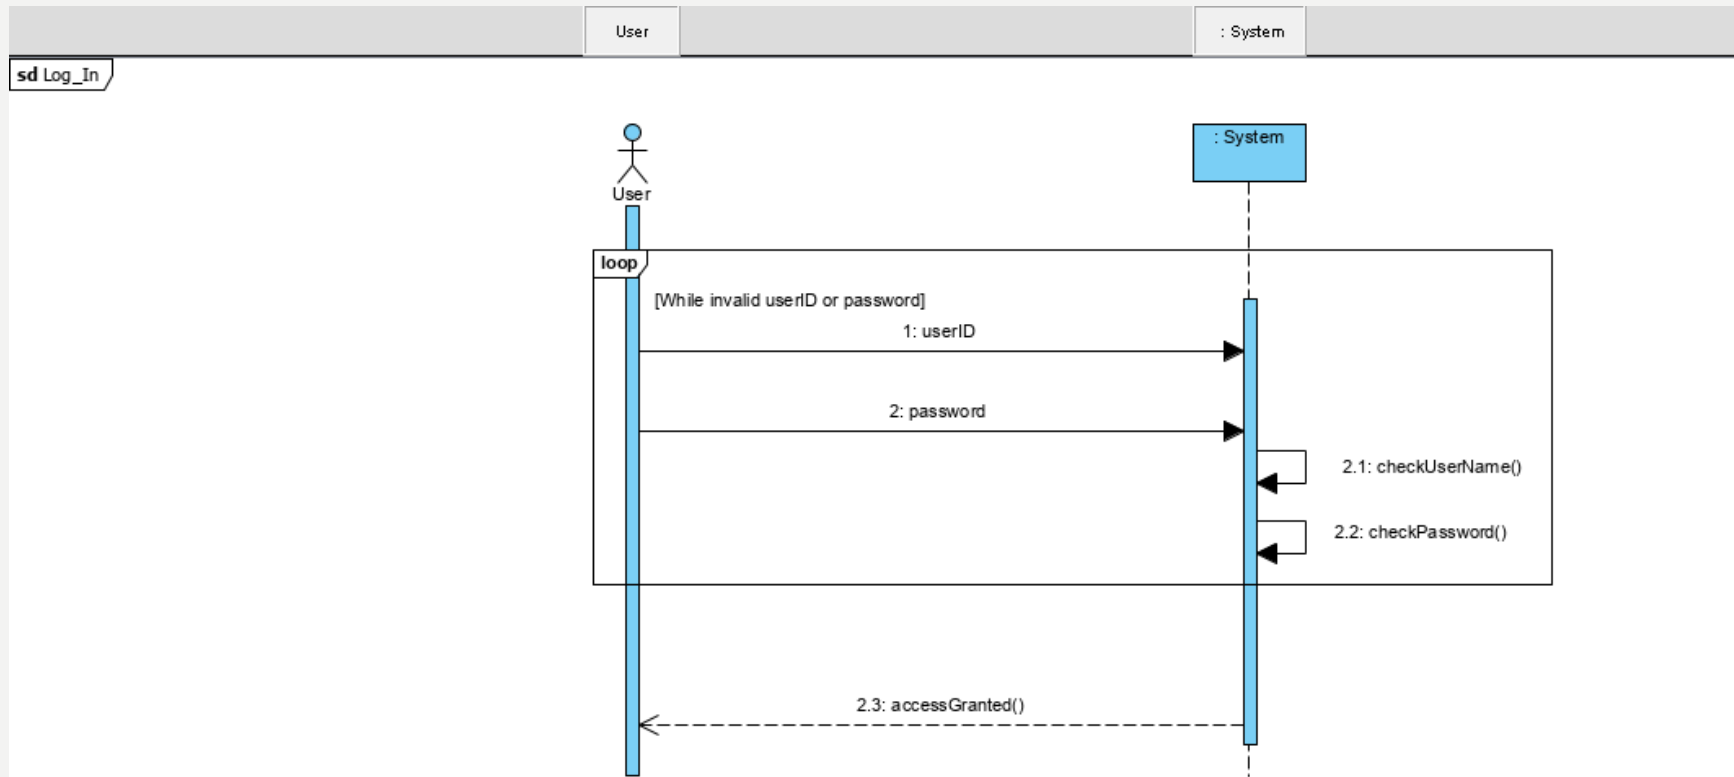 User
: System
sd Log_In
: System
User
loop
[While invalid userID or password]
1: userID
2: password
2.1: checkUserName()
2.2: checkPassword()
2.3: accessGranted()